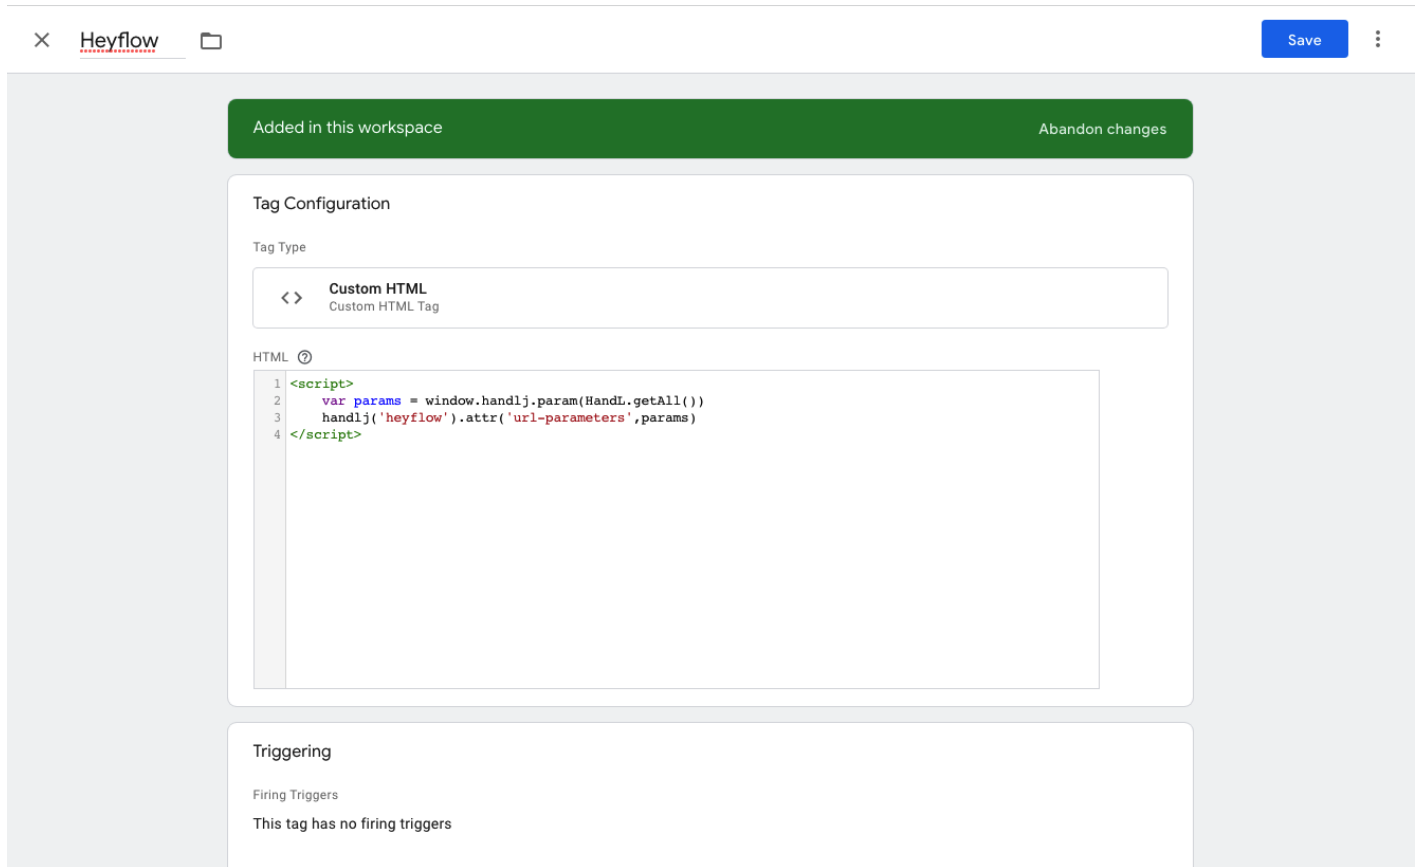 Heyflow
Save
Added in this workspace
Abandon changes
Tag Configuration
Tag Type
Custom HTML
Custom HTML Tag
HTML
1 <script>
2     var params = window.handlj.param(HandL.getAll())
3     handlj('heyflow').attr('url-parameters',params)
4 </script>
Triggering
Firing Triggers
This tag has no firing triggers